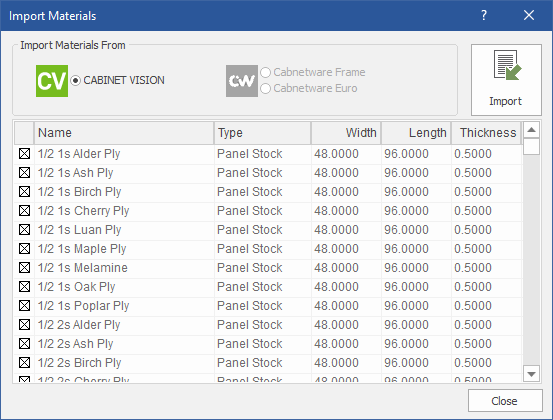 Import Materials ? ×
Import Materials From
CV CABINET VISION
CW Cabnetware Frame
Cabnetware Euro
Import
Name Type Width Length Thickness
1/2 1s Alder Ply Panel Stock 48.0000 96.0000 0.5000
1/2 1s Ash Ply Panel Stock 48.0000 96.0000 0.5000
1/2 1s Birch Ply Panel Stock 48.0000 96.0000 0.5000
1/2 1s Cherry Ply Panel Stock 48.0000 96.0000 0.5000
1/2 1s Luan Ply Panel Stock 48.0000 96.0000 0.5000
1/2 1s Maple Ply Panel Stock 48.0000 96.0000 0.5000
1/2 1s Melamine Panel Stock 48.0000 96.0000 0.5000
1/2 1s Oak Ply Panel Stock 48.0000 96.0000 0.5000
1/2 1s Poplar Ply Panel Stock 48.0000 96.0000 0.5000
1/2 2s Alder Ply Panel Stock 48.0000 96.0000 0.5000
1/2 2s Ash Ply Panel Stock 48.0000 96.0000 0.5000
1/2 2s Birch Ply Panel Stock 48.0000 96.0000 0.5000
1/2 2s Cherry Ply Panel Stock 48.0000 96.0000 0.5000
Close